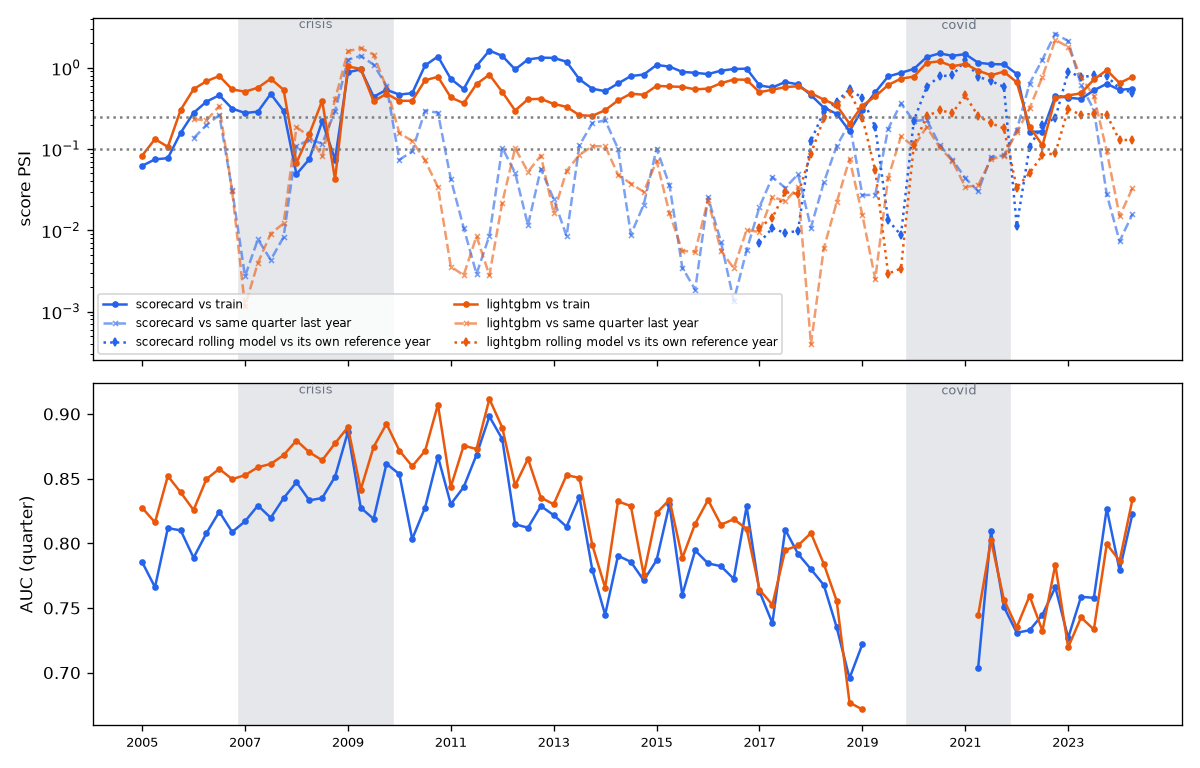 crisis
covid
10⁰
10⁻¹
10⁻²
10⁻³
score PSI
scorecard vs train
scorecard vs same quarter last year
scorecard rolling model vs its own reference year
lightgbm vs train
lightgbm vs same quarter last year
lightgbm rolling model vs its own reference year
crisis
covid
0.90
0.85
0.80
0.75
0.70
AUC (quarter)
2005 2007 2009 2011 2013 2015 2017 2019 2021 2023